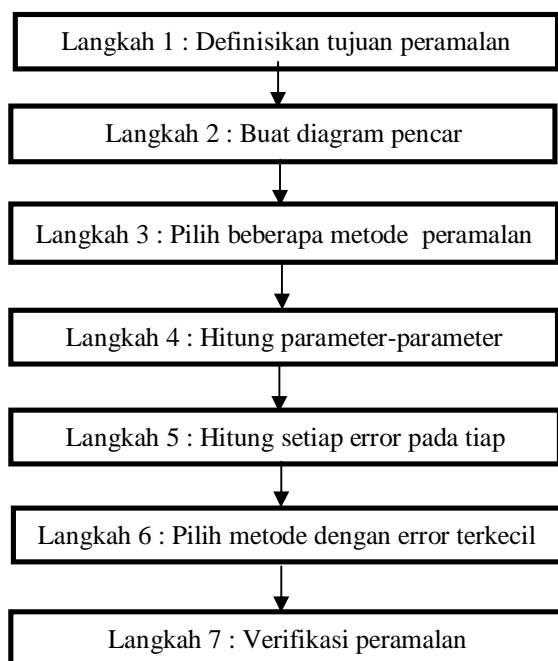 Langkah 1 : Definisikan tujuan peramalan
Langkah 2 : Buat diagram pencar
Langkah 3 : Pilih beberapa metode peramalan
Langkah 4 : Hitung parameter-parameter
Langkah 5 : Hitung setiap error pada tiap
Langkah 6 : Pilih metode dengan error terkecil
Langkah 7 : Verifikasi peramalan